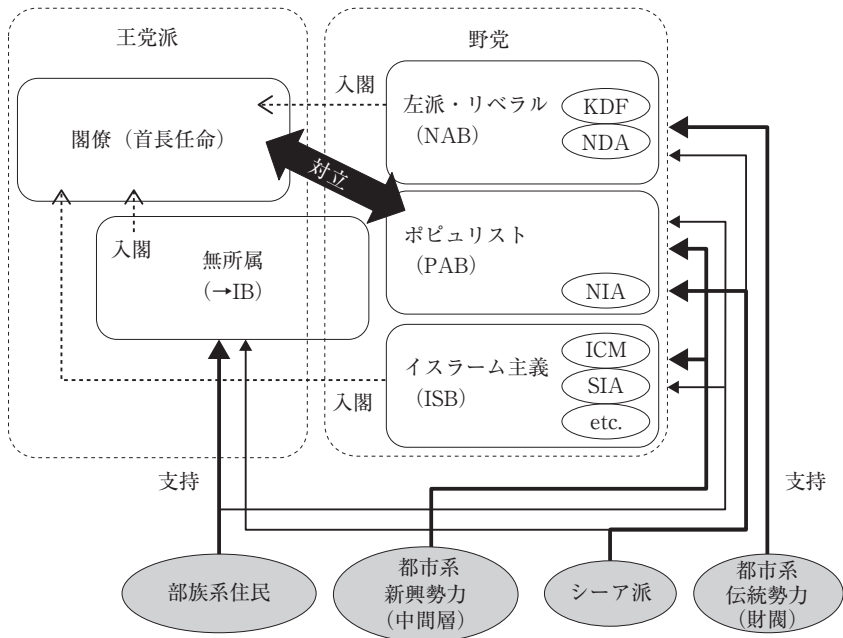 王党派
野党
閣僚（首長任命）
入閣
左派・リベラル
（NAB）
KDF
NDA
対立
入閣
無所属
（→IB）
ポピュリスト
（PAB）
NIA
入閣
イスラーム主義
（ISB）
ICM
SIA
etc.
支持
支持
部族系住民
都市系
新興勢力
（中間層）
シーア派
都市系
伝統勢力
（財閥）